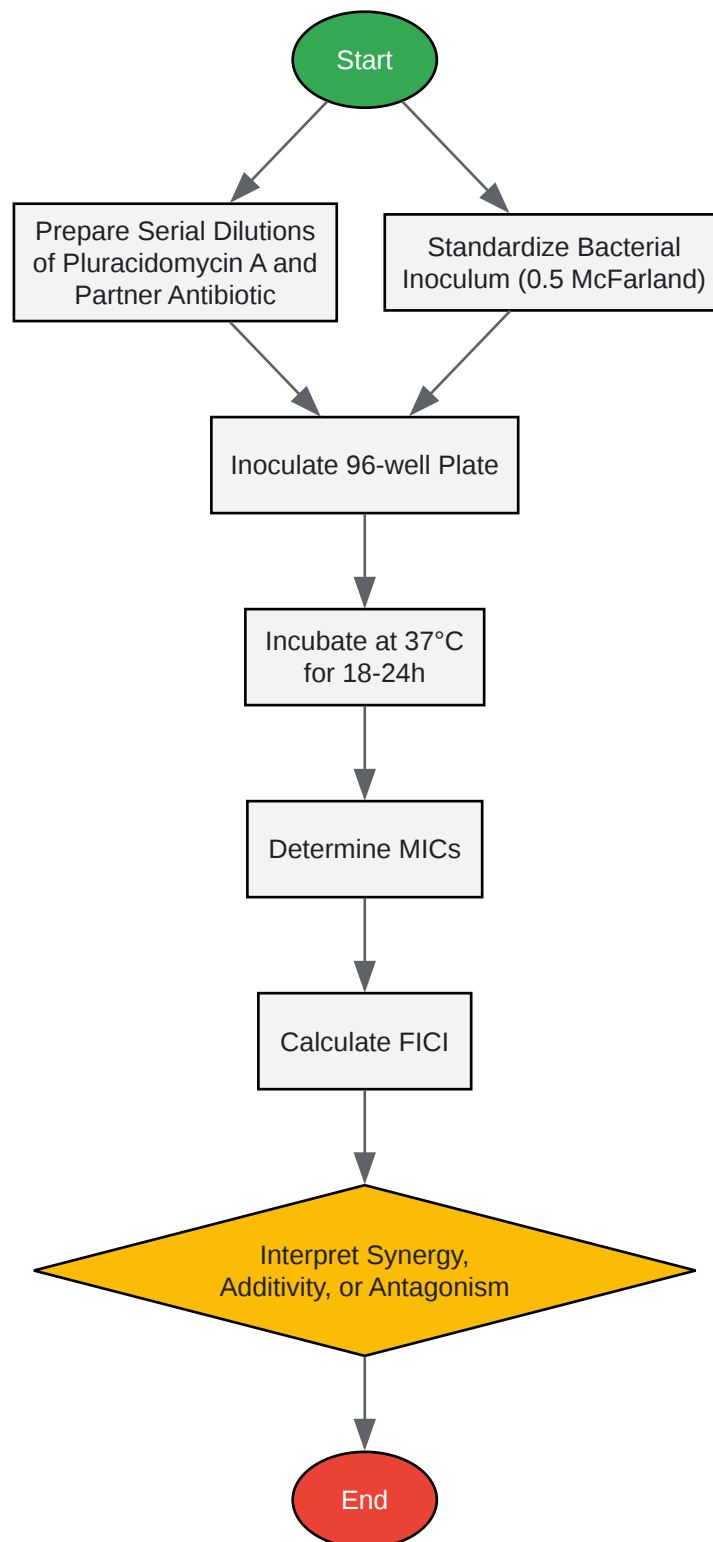 Start
Prepare Serial Dilutions
of Pluracidomycin A and
Partner Antibiotic
Standardize Bacterial
Inoculum (0.5 McFarland)
Inoculate 96-well Plate
Incubate at 37°C
for 18-24h
Determine MICs
Calculate FICI
Interpret Synergy,
Additivity, or Antagonism
End